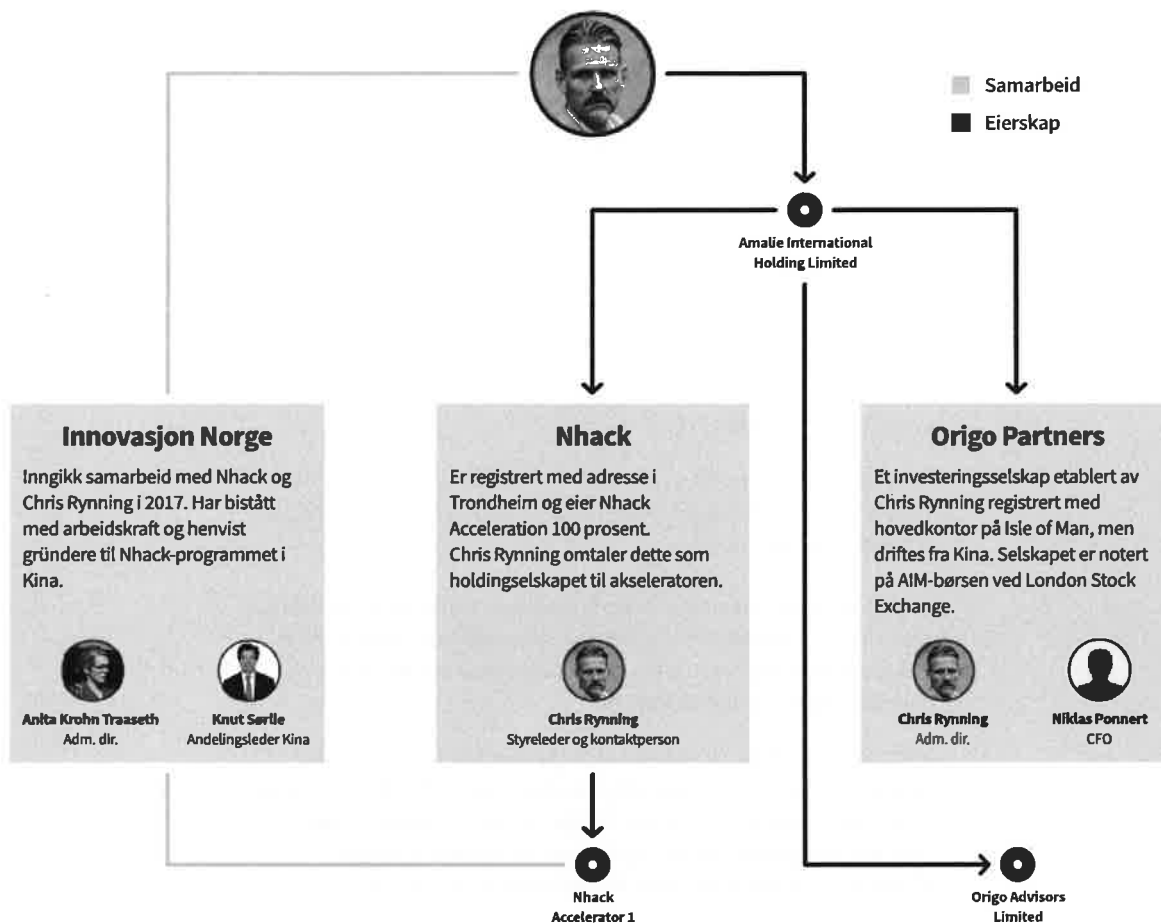 Samarbeid
Eierskap
Amalie International
Holding Limited
Innovasjon Norge
Inngikk samarbeid med Nhack og
Chris Rynning i 2017. Har bistått
med arbeidskraft og henvist
gründere til Nhack-programmet i
Kina.
Anita Krohn Traaseth
Adm. dir.
Knut Sørlie
Andelingsleder Kina
Nhack
Er registrert med adresse i
Trondheim og eier Nhack
Acceleration 100 prosent.
Chris Rynning omtaler dette som
holdingselskapet til akseleratoren.
Chris Rynning
Styreleder og kontaktperson
Origo Partners
Et investeringsselskap etablert av
Chris Rynning registrert med
hovedkontor på Isle of Man, men
driftes fra Kina. Selskapet er notert
på AIM-børsen ved London Stock
Exchange.
Chris Rynning
Adm. dir.
Niklas Ponnert
CFO
Nhack
Accelerator 1
Origo Advisors
Limited